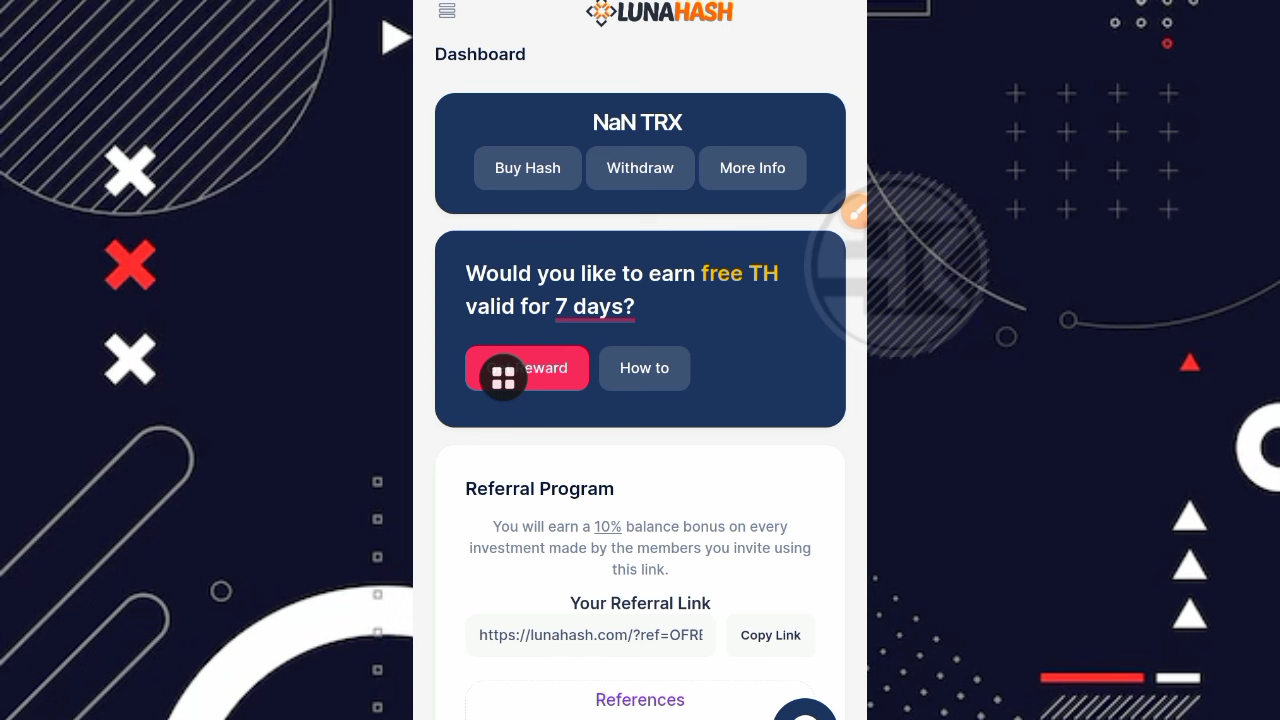 LUNAHASH
Dashboard
NaN TRX
Buy Hash Withdraw More Info
Would you like to earn free TH
valid for 7 days?
How to
Referral Program
You will earn a 10% balance bonus on every
investment made by the members you invite using
this link.
Your Referral Link
https://lunahash.com/?ref=OFRE Copy Link
References